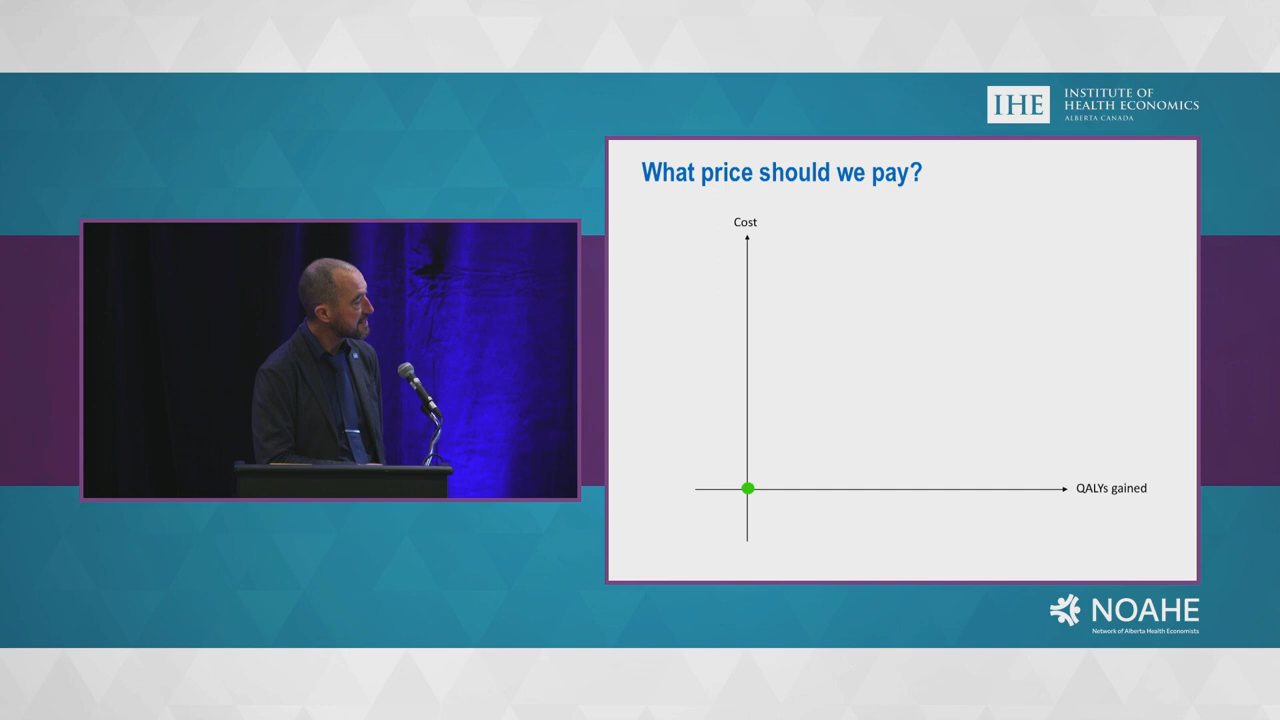 IHE
INSTITUTE OF
HEALTH ECONOMICS
ALBERTA CANADA
What price should we pay?
Cost
QALYs gained
NOAHE
Network of Alberta Health Economists